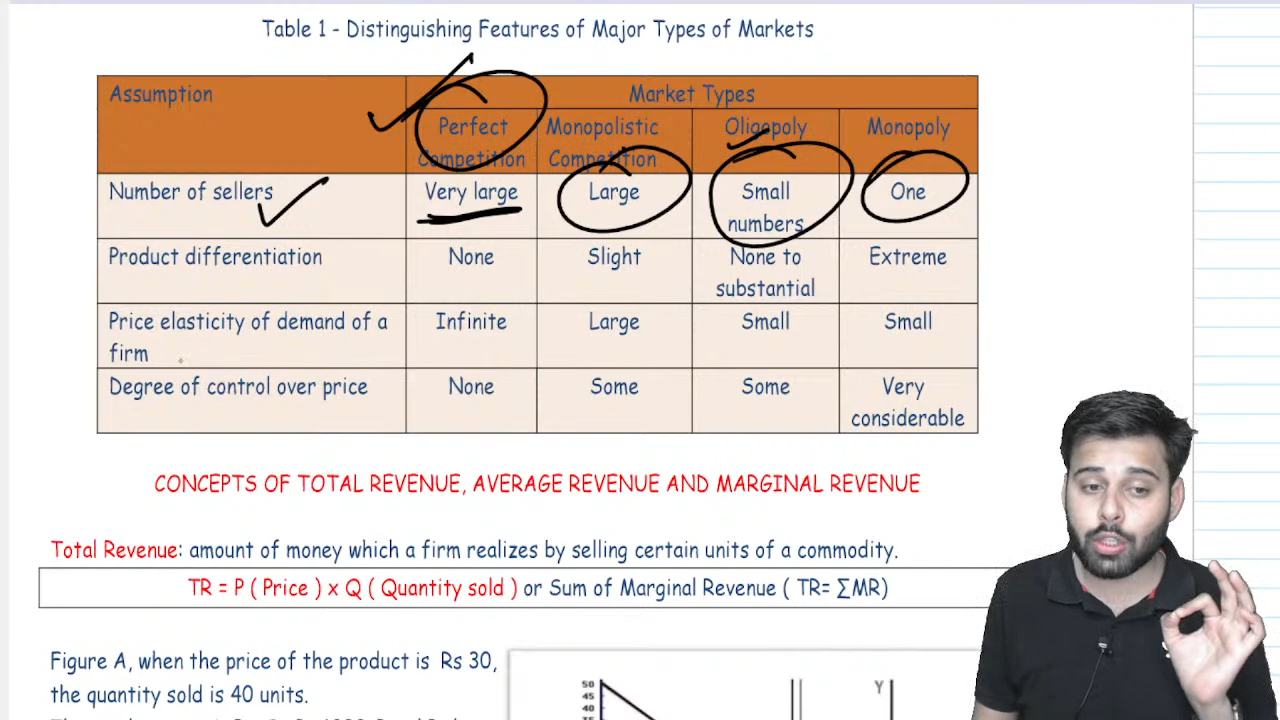 Table 1 - Distinguishing Features of Major Types of Markets
Assumption Market Types
Perfect Competition Monopolistic Competition Oligopoly Monopoly
Number of sellers Very large Large Small numbers One
Product differentiation None Slight None to substantial Extreme
Price elasticity of demand of a firm Infinite Large Small Small
Degree of control over price None Some Some Very considerable
CONCEPTS OF TOTAL REVENUE, AVERAGE REVENUE AND MARGINAL REVENUE
Total Revenue: amount of money which a firm realizes by selling certain units of a commodity.
TR = P ( Price ) x Q ( Quantity sold ) or Sum of Marginal Revenue ( TR= ∑MR)
Figure A, when the price of the product is Rs 30,
the quantity sold is 40 units.
50
45
40
Y